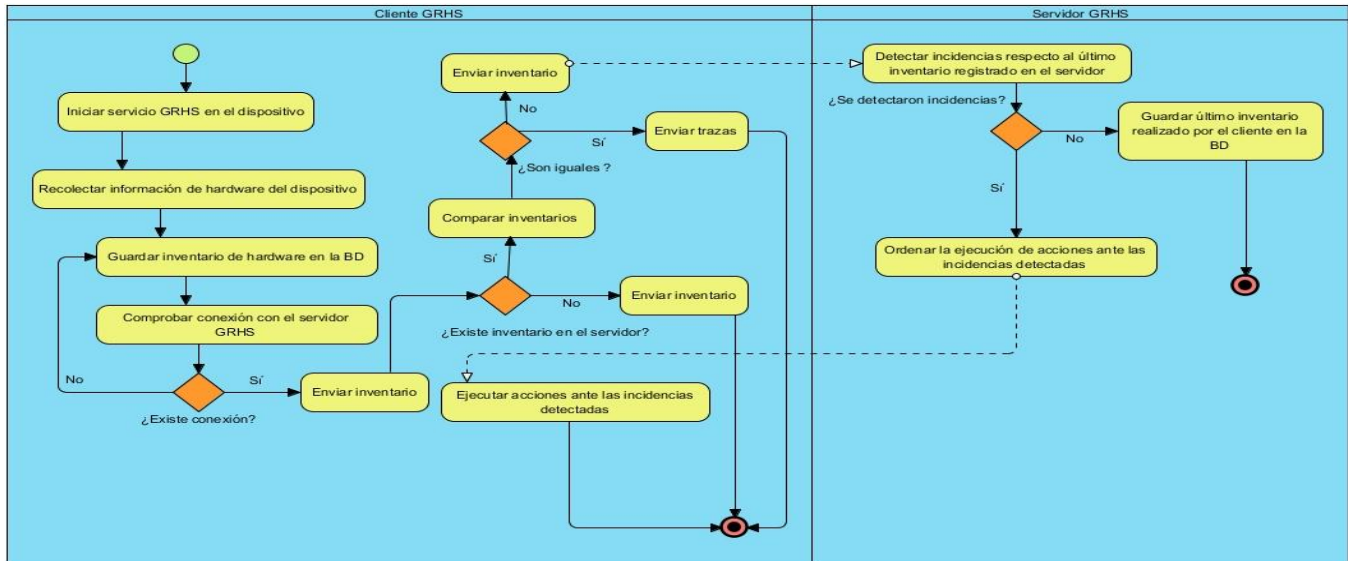 Cliente GRHS
Servidor GRHS
Iniciar servicio GRHS en el dispositivo
Recolectar información de hardware del dispositivo
Guardar inventario de hardware en la BD
Comprobar conexión con el servidor
GRHS
No
Sí
¿Existe conexión?
Enviar inventario
Enviar inventario
No
Sí
Enviar trazas
¿Son iguales ?
Comparar inventarios
Sí
No
Enviar inventario
¿Existe inventario en el servidor?
Ejecutar acciones ante las incidencias
detectadas
Detectar incidencias respecto al último
inventario registrado en el servidor
¿Se detectaron incidencias?
No
Guardar último inventario
realizado por el cliente en la
BD
Sí
Ordenar la ejecución de acciones ante las
incidencias detectadas